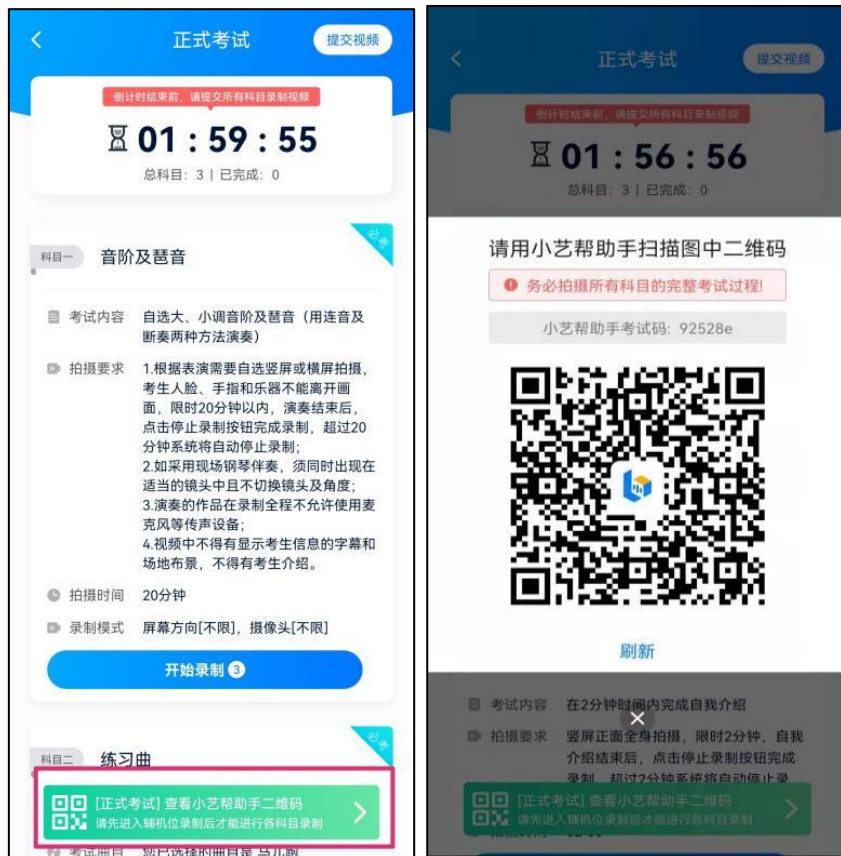 正式考试
提交视频
倒计时结束前，请提交所有科目录制视频
01 : 59 : 55
总科目: 3 | 已完成: 0
必考
科目一 音阶及琶音
考试内容 自选大、小调音阶及琶音（用连音及
断奏两种方法演奏）
拍摄要求 1.根据表演需要自选竖屏或横屏拍摄，
考生人脸、手指和乐器不能离开画
面，限时20分钟以内，演奏结束后，
点击停止录制按钮完成录制，超过20
分钟系统将自动停止录制；
2.如采用现场钢琴伴奏，须同时出现在
适当的镜头中且不切换镜头及角度；
3.演奏的作品在录制全程不允许使用麦
克风等传声设备；
4.视频中不得有显示考生信息的字幕和
场地布景，不得有考生介绍。
拍摄时间 20分钟
录制模式 屏幕方向[不限]，摄像头[不限]
开始录制 3
必考
科目二 练习曲
[正式考试] 查看小艺帮助手二维码
请先进入辅机位录制后才能进行各科目录制
正式考试
提交视频
倒计时结束前，请提交所有科目录制视频
01 : 56 : 56
总科目: 3 | 已完成: 0
请用小艺帮助手扫描图中二维码
务必拍摄所有科目的完整考试过程!
小艺帮助手考试码: 92528e
刷新
考试内容 在2分钟时间内完成自我介绍
拍摄要求 竖屏正面全身拍摄，限时2分钟，自我
介绍结束后，点击停止录制按钮完成
录制，超过2分钟系统将自动停止录
[正式考试] 查看小艺帮助手二维码
请先进入辅机位录制后才能进行各科目录制